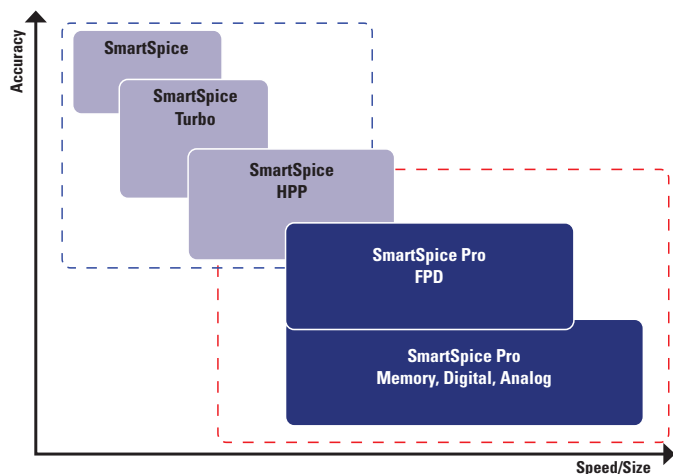 Accuracy
SmartSpice
SmartSpice
Turbo
SmartSpice
HPP
SmartSpice Pro
FPD
SmartSpice Pro
Memory, Digital, Analog
Speed/Size